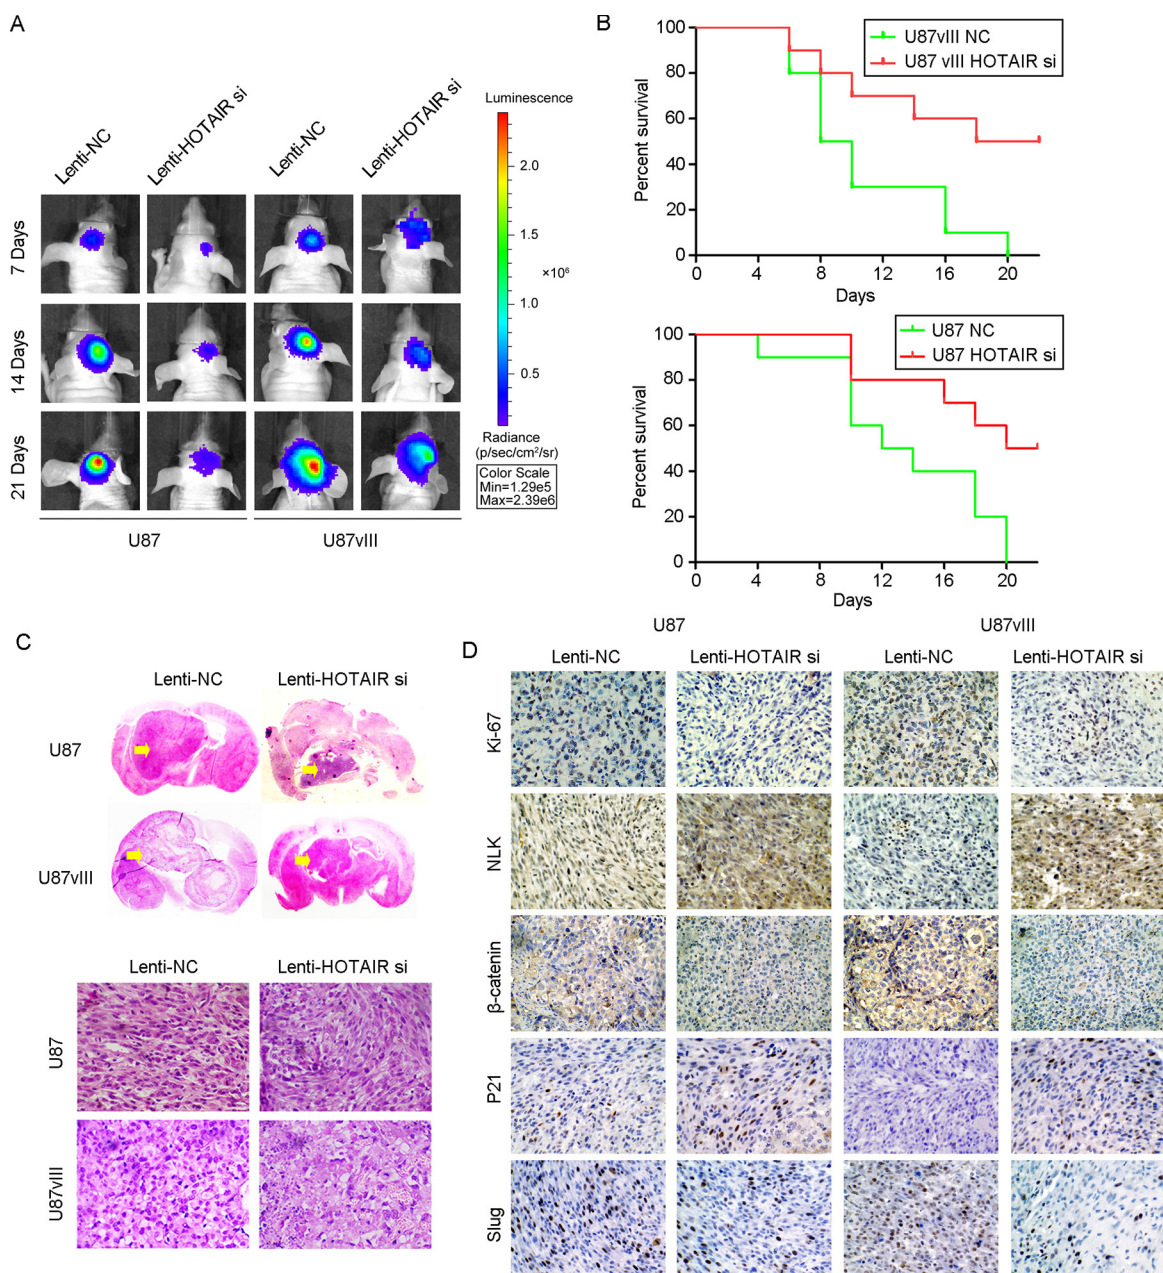 A
Lenti-NC
Lenti-HOTAIR si
Lenti-NC
Lenti-HOTAIR si
7 Days
14 Days
21 Days
U87
U87vIII
Luminescence
2.0
1.5
×10⁶
1.0
0.5
Radiance
(p/sec/cm²/sr)
Color Scale
Min=1.29e5
Max=2.39e6
B
U87vIII NC
U87 vIII HOTAIR si
Percent survival
100
80
60
40
20
0
0 4 8 12 16 20
Days
U87 NC
U87 HOTAIR si
Percent survival
100
80
60
40
20
0
0 4 8 12 16 20
Days
C
Lenti-NC Lenti-HOTAIR si
U87
U87vIII
Lenti-NC Lenti-HOTAIR si
U87
U87vIII
D
U87 U87vIII
Lenti-NC Lenti-HOTAIR si Lenti-NC Lenti-HOTAIR si
Ki-67
NLK
β-catenin
P21
Slug